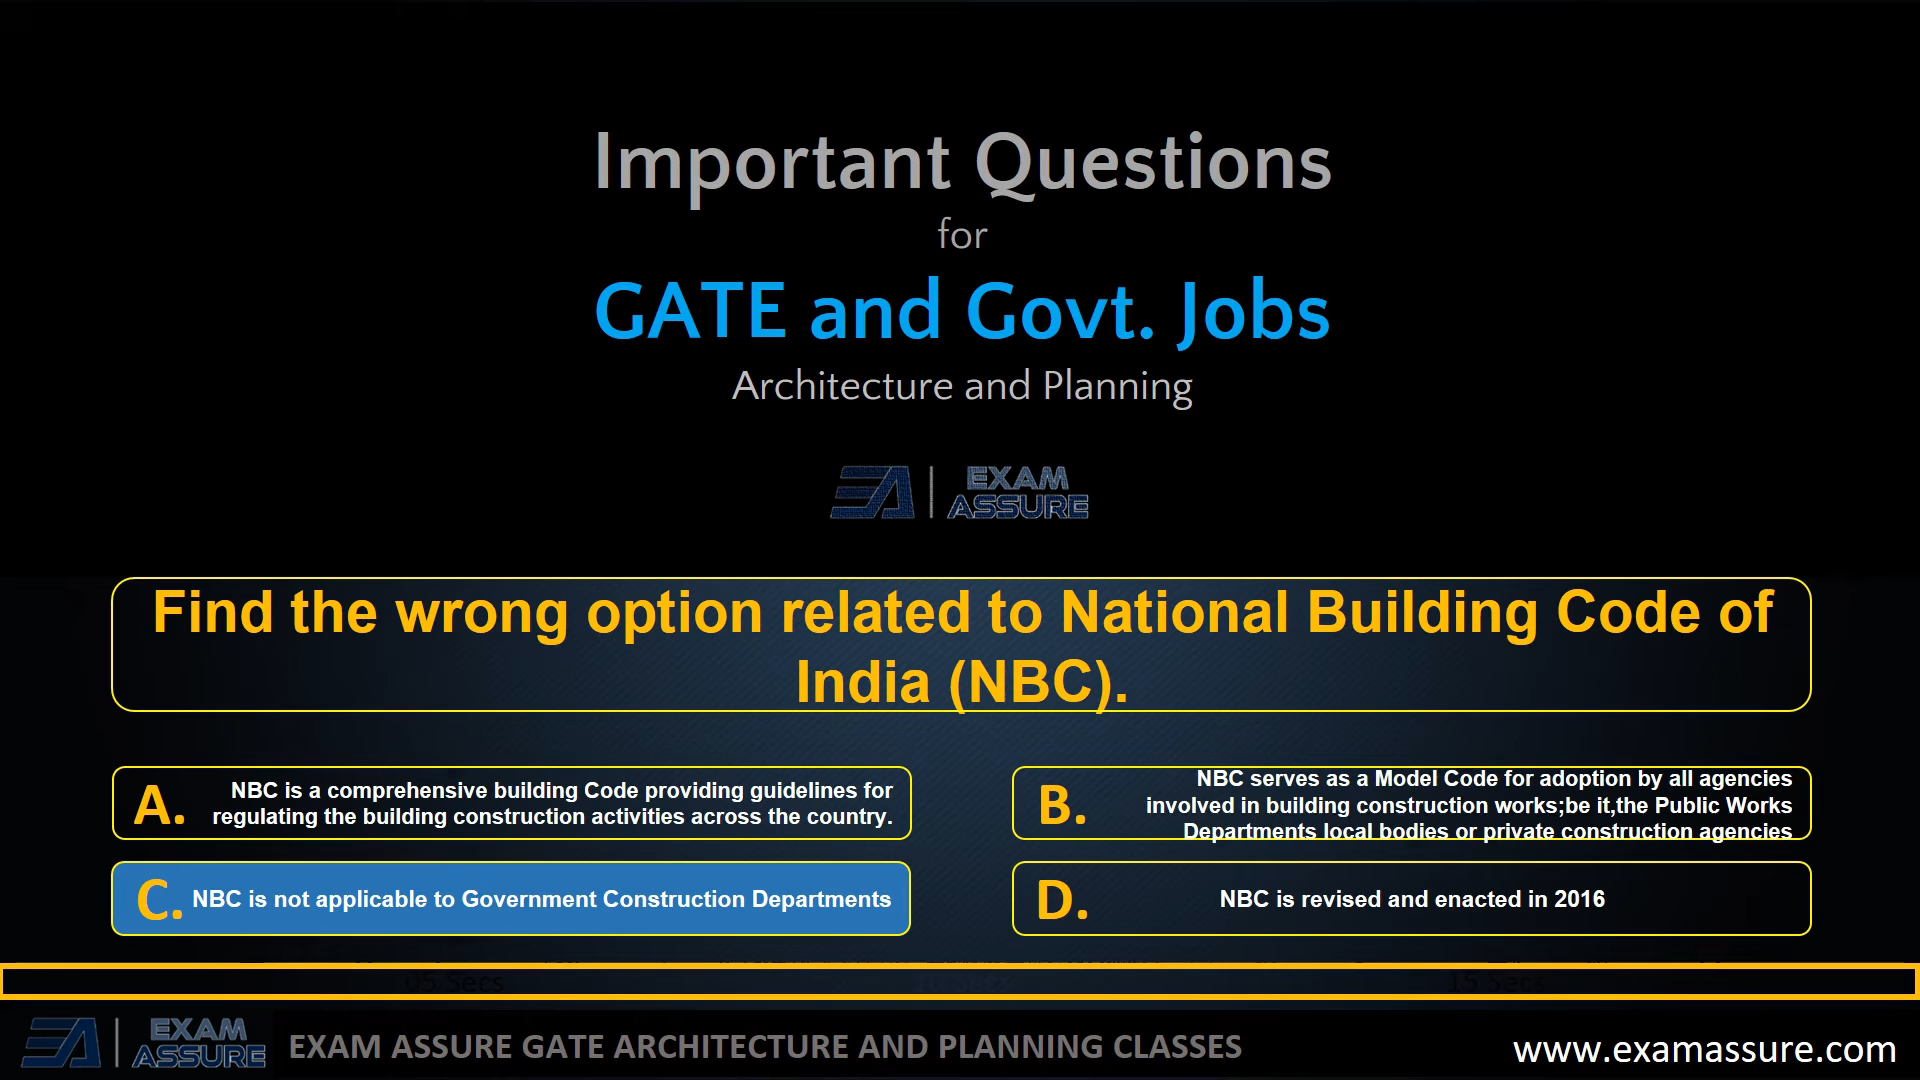 Important Questions
for
GATE and Govt. Jobs
Architecture and Planning
EXAM
ASSURE
Find the wrong option related to National Building Code of
India (NBC).
A. NBC is a comprehensive building Code providing guidelines for
regulating the building construction activities across the country.
B. NBC serves as a Model Code for adoption by all agencies
involved in building construction works;be it,the Public Works
Departments local bodies or private construction agencies
C. NBC is not applicable to Government Construction Departments
D. NBC is revised and enacted in 2016
05 Secs
15 Secs
EXAM
ASSURE
EXAM ASSURE GATE ARCHITECTURE AND PLANNING CLASSES
www.examassure.com